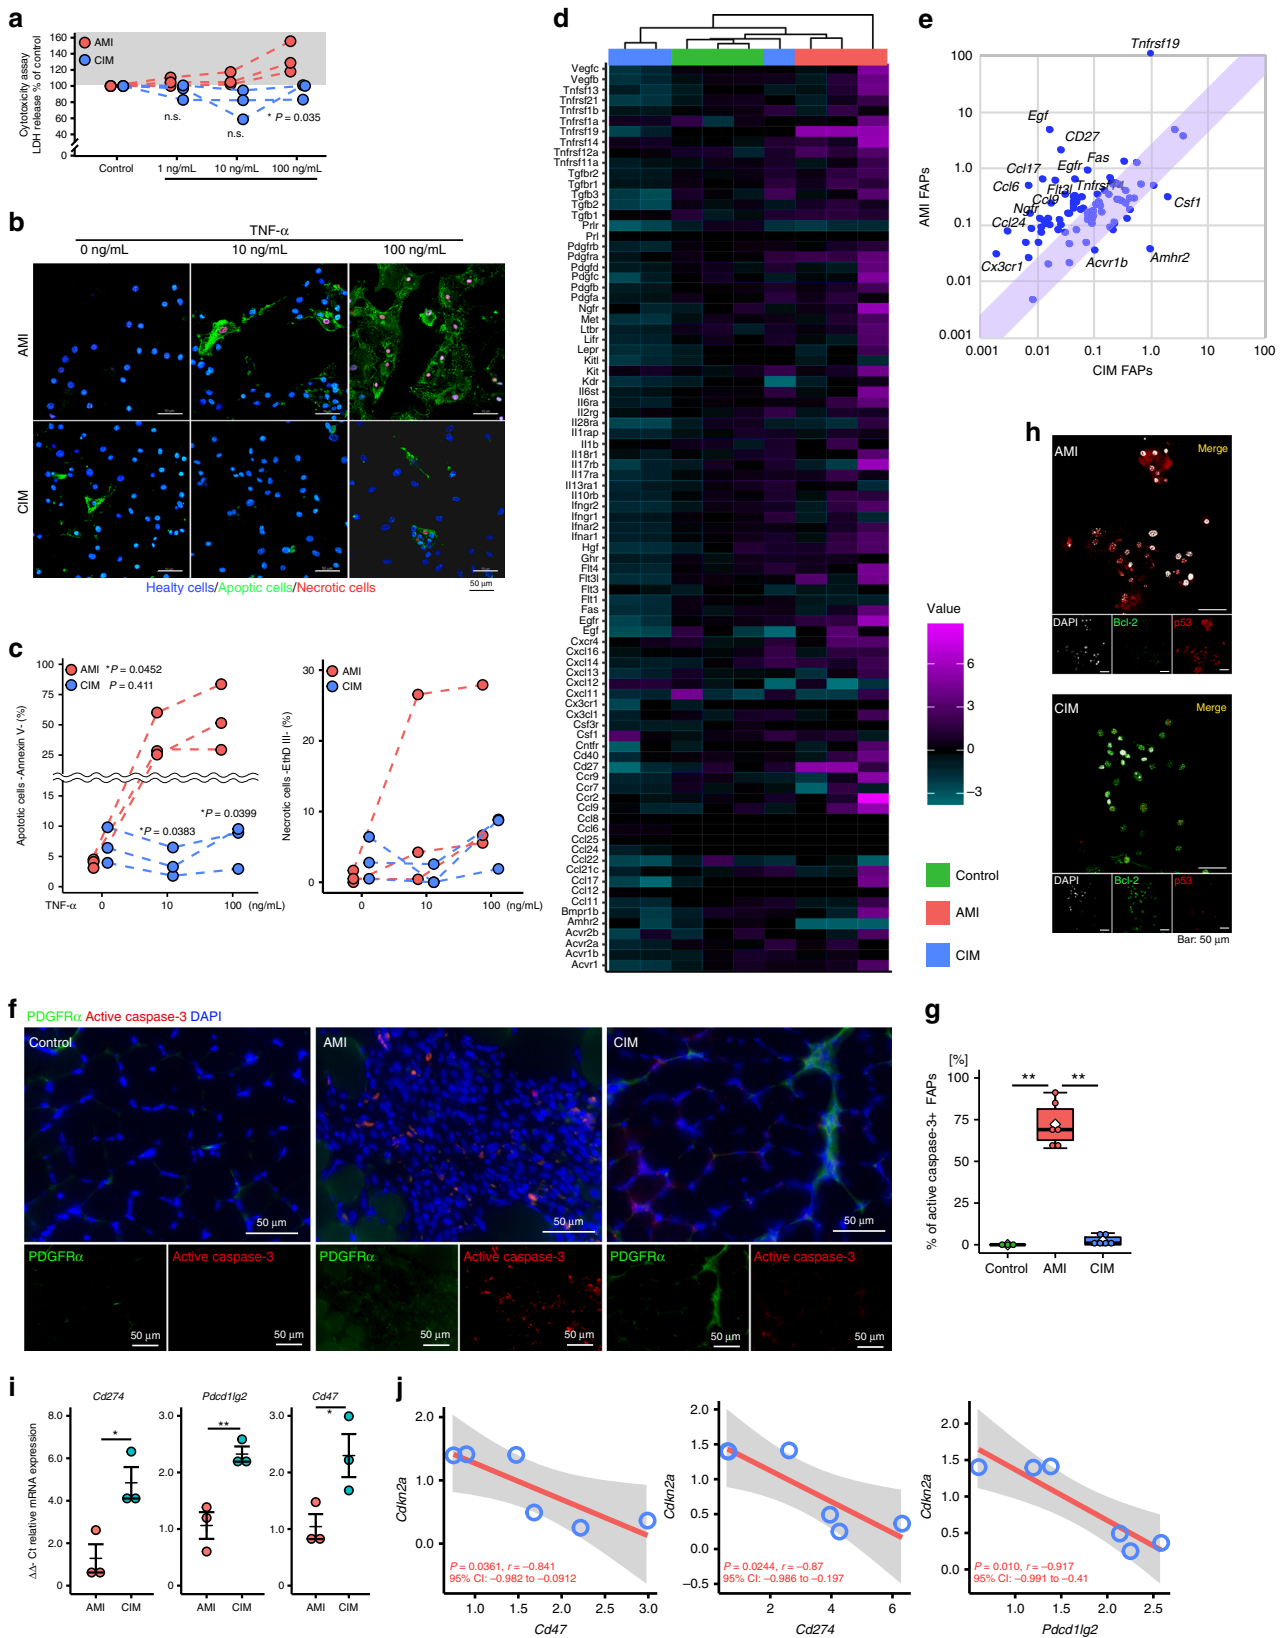 a
Cytotoxicity assay
LDH release % of control
160
140
120
100
80
60
40
0
AMI
CIM
n.s.
n.s.
* P = 0.035
Control
1 ng/mL
10 ng/mL
100 ng/mL
b
TNF-α
0 ng/mL
10 ng/mL
100 ng/mL
AMI
CIM
Healty cells/Apoptic cells/Necrotic cells
50 μm
c
Apoptotic cells -Annexin V- (%)
100
75
50
25
15
10
5
0
AMI *P = 0.0452
CIM P = 0.411
*P = 0.0383
*P = 0.0399
TNF-α
0
10
100
(ng/mL)
Necrotic cells -EthD III- (%)
30
20
10
0
AMI
CIM
0
10
100
(ng/mL)
d
Vegfc
Vegfb
Tnfrsf13
Tnfrsf21
Tnfrsf1b
Tnfrsf1a
Tnfrsf19
Tnfrsf14
Tnfrsf12a
Tnfrsf11a
Tgfbr2
Tgfbr1
Tgfb3
Tgfb2
Tgfb1
Prlr
Prl
Pdgfrb
Pdgfra
Pdgfd
Pdgfc
Pdgfb
Pdgfa
Ngfr
Met
Ltbr
Lifr
Lepr
Kitl
Kit
Kdr
Il6st
Il6ra
Il2rg
Il28ra
Il1rap
Il1b
Il18r1
Il17rb
Il17ra
Il13ra1
Il10rb
Ifngr2
Ifngr1
Ifnar2
Ifnar1
Hgf
Ghr
Flt4
Flt3l
Flt3
Flt1
Fas
Egfr
Egf
Cxcr4
Cxcl16
Cxcl14
Cxcl13
Cxcl12
Cxcl11
Cx3cr1
Cx3cl1
Csf3r
Csf1
Cntfr
Cd40
Cd27
Ccr9
Ccr7
Ccr2
Ccl9
Ccl8
Ccl6
Ccl25
Ccl24
Ccl22
Ccl21c
Ccl17
Ccl12
Ccl11
Bmpr1b
Amhr2
Acvr2b
Acvr2a
Acvr1b
Acvr1
Value
6
3
0
−3
Control
AMI
CIM
e
AMI FAPs
100
10
1.0
0.1
0.01
0.001
Tnfrsf19
Egf
CD27
Fas
Egfr
Ccl17
Ccl6
Flt3l
Tnfrsf
Ccl9
Ngfr
Csf1
Ccl24
Cx3cr1
Acvr1b
Amhr2
0.001
0.01
0.1
1.0
10
100
CIM FAPs
h
AMI
Merge
DAPI
Bcl-2
p53
CIM
Merge
DAPI
Bcl-2
p53
Bar: 50 μm
f
PDGFRα Active caspase-3 DAPI
Control
50 μm
AMI
50 μm
CIM
50 μm
PDGFRα
50 μm
Active caspase-3
50 μm
PDGFRα
50 μm
Active caspase-3
50 μm
PDGFRα
50 μm
Active caspase-3
50 μm
g
[%]
% of active caspase-3+ FAPs
100
75
50
25
0
**
**
Control
AMI
CIM
i
ΔΔ- Ct relative mRNA expression
Cd274
8.0
6.0
4.0
2.0
0
*
AMI
CIM
Pdcd1lg2
3.0
2.0
1.0
0
**
AMI
CIM
Cd47
3.0
2.0
1.0
0
*
AMI
CIM
j
Cdkn2a
2.0
1.0
0.0
P = 0.0361, r = −0.841
95% CI: −0.982 to −0.0912
1.0
1.5
2.0
2.5
3.0
Cd47
Cdkn2a
2.0
1.5
1.0
0.5
0.0
−0.5
P = 0.0244, r = −0.87
95% CI: −0.986 to −0.197
2
4
6
Cd274
Cdkn2a
2.0
1.5
1.0
0.5
0.0
P = 0.010, r = −0.917
95% CI: −0.991 to −0.41
1.0
1.5
2.0
2.5
Pdcd1lg2